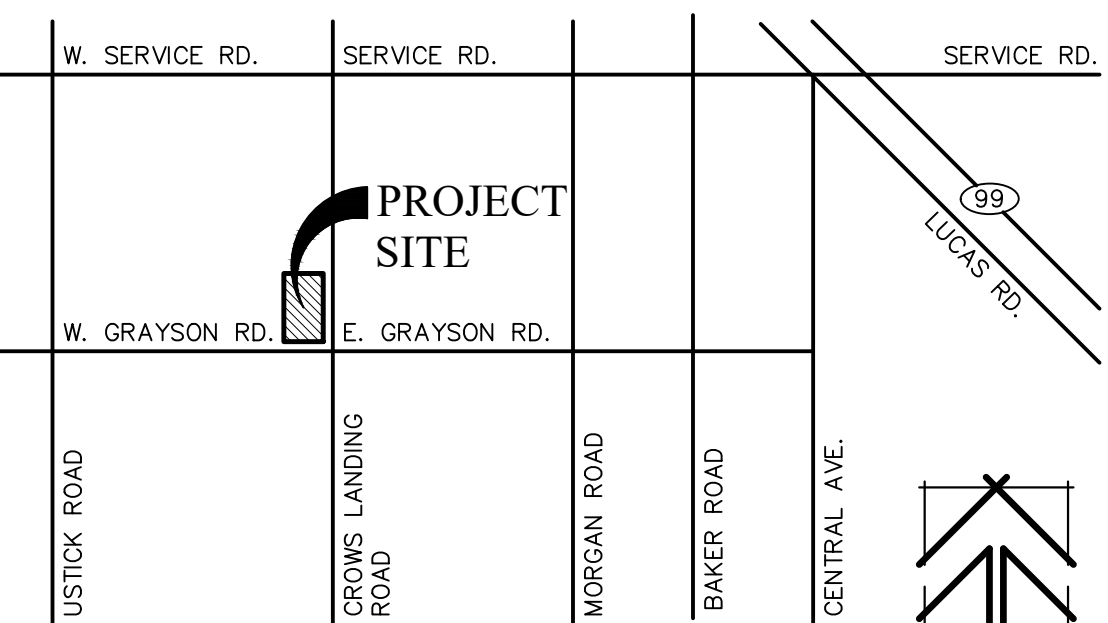 W. SERVICE RD.
SERVICE RD.
SERVICE RD.
PROJECT
SITE
99
LUCAS RD.
W. GRAYSON RD.
E. GRAYSON RD.
USTICK ROAD
CROWS LANDING
ROAD
MORGAN ROAD
BAKER ROAD
CENTRAL AVE.